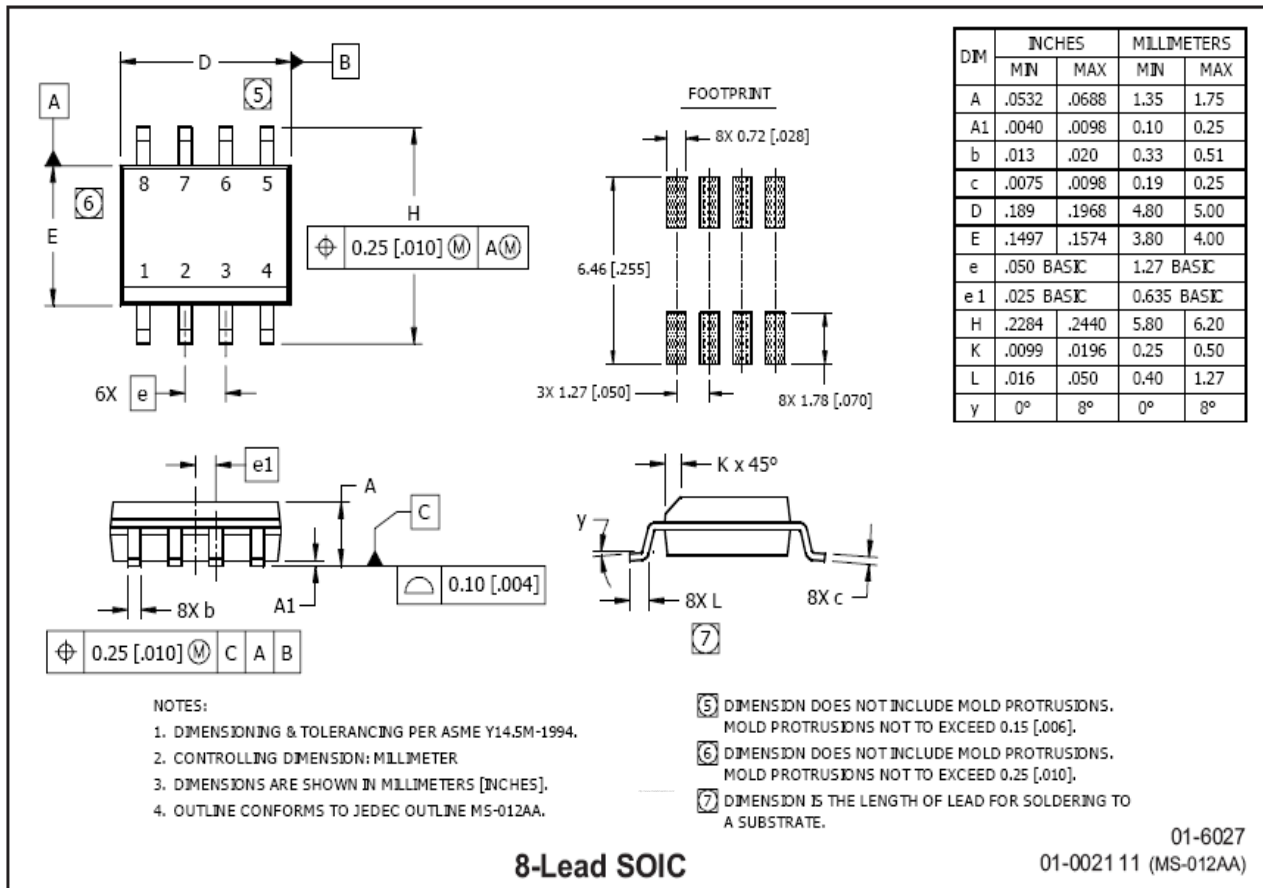 D
B
5
A
8 7 6 5
6
E
H
⌖ 0.25 [.010] Ⓜ A Ⓜ
1 2 3 4
6X e
FOOTPRINT
8X 0.72 [.028]
6.46 [.255]
3X 1.27 [.050]
8X 1.78 [.070]
DIM INCHES MILLIMETERS
MIN MAX MIN MAX
A .0532 .0688 1.35 1.75
A1 .0040 .0098 0.10 0.25
b .013 .020 0.33 0.51
c .0075 .0098 0.19 0.25
D .189 .1968 4.80 5.00
E .1497 .1574 3.80 4.00
e .050 BASIC 1.27 BASIC
e1 .025 BASIC 0.635 BASIC
H .2284 .2440 5.80 6.20
K .0099 .0196 0.25 0.50
L .016 .050 0.40 1.27
y 0° 8° 0° 8°
e1
A
C
0.10 [.004]
8X b
A1
⌖ 0.25 [.010] Ⓜ C A B
K x 45°
y
8X L
8X c
7
NOTES:
1. DIMENSIONING & TOLERANCING PER ASME Y14.5M-1994.
2. CONTROLLING DIMENSION: MILLIMETER
3. DIMENSIONS ARE SHOWN IN MILLIMETERS [INCHES].
4. OUTLINE CONFORMS TO JEDEC OUTLINE MS-012AA.
5 DIMENSION DOES NOT INCLUDE MOLD PROTRUSIONS.
MOLD PROTRUSIONS NOT TO EXCEED 0.15 [.006].
6 DIMENSION DOES NOT INCLUDE MOLD PROTRUSIONS.
MOLD PROTRUSIONS NOT TO EXCEED 0.25 [.010].
7 DIMENSION IS THE LENGTH OF LEAD FOR SOLDERING TO
A SUBSTRATE.
8-Lead SOIC
01-6027
01-0021 11 (MS-012AA)